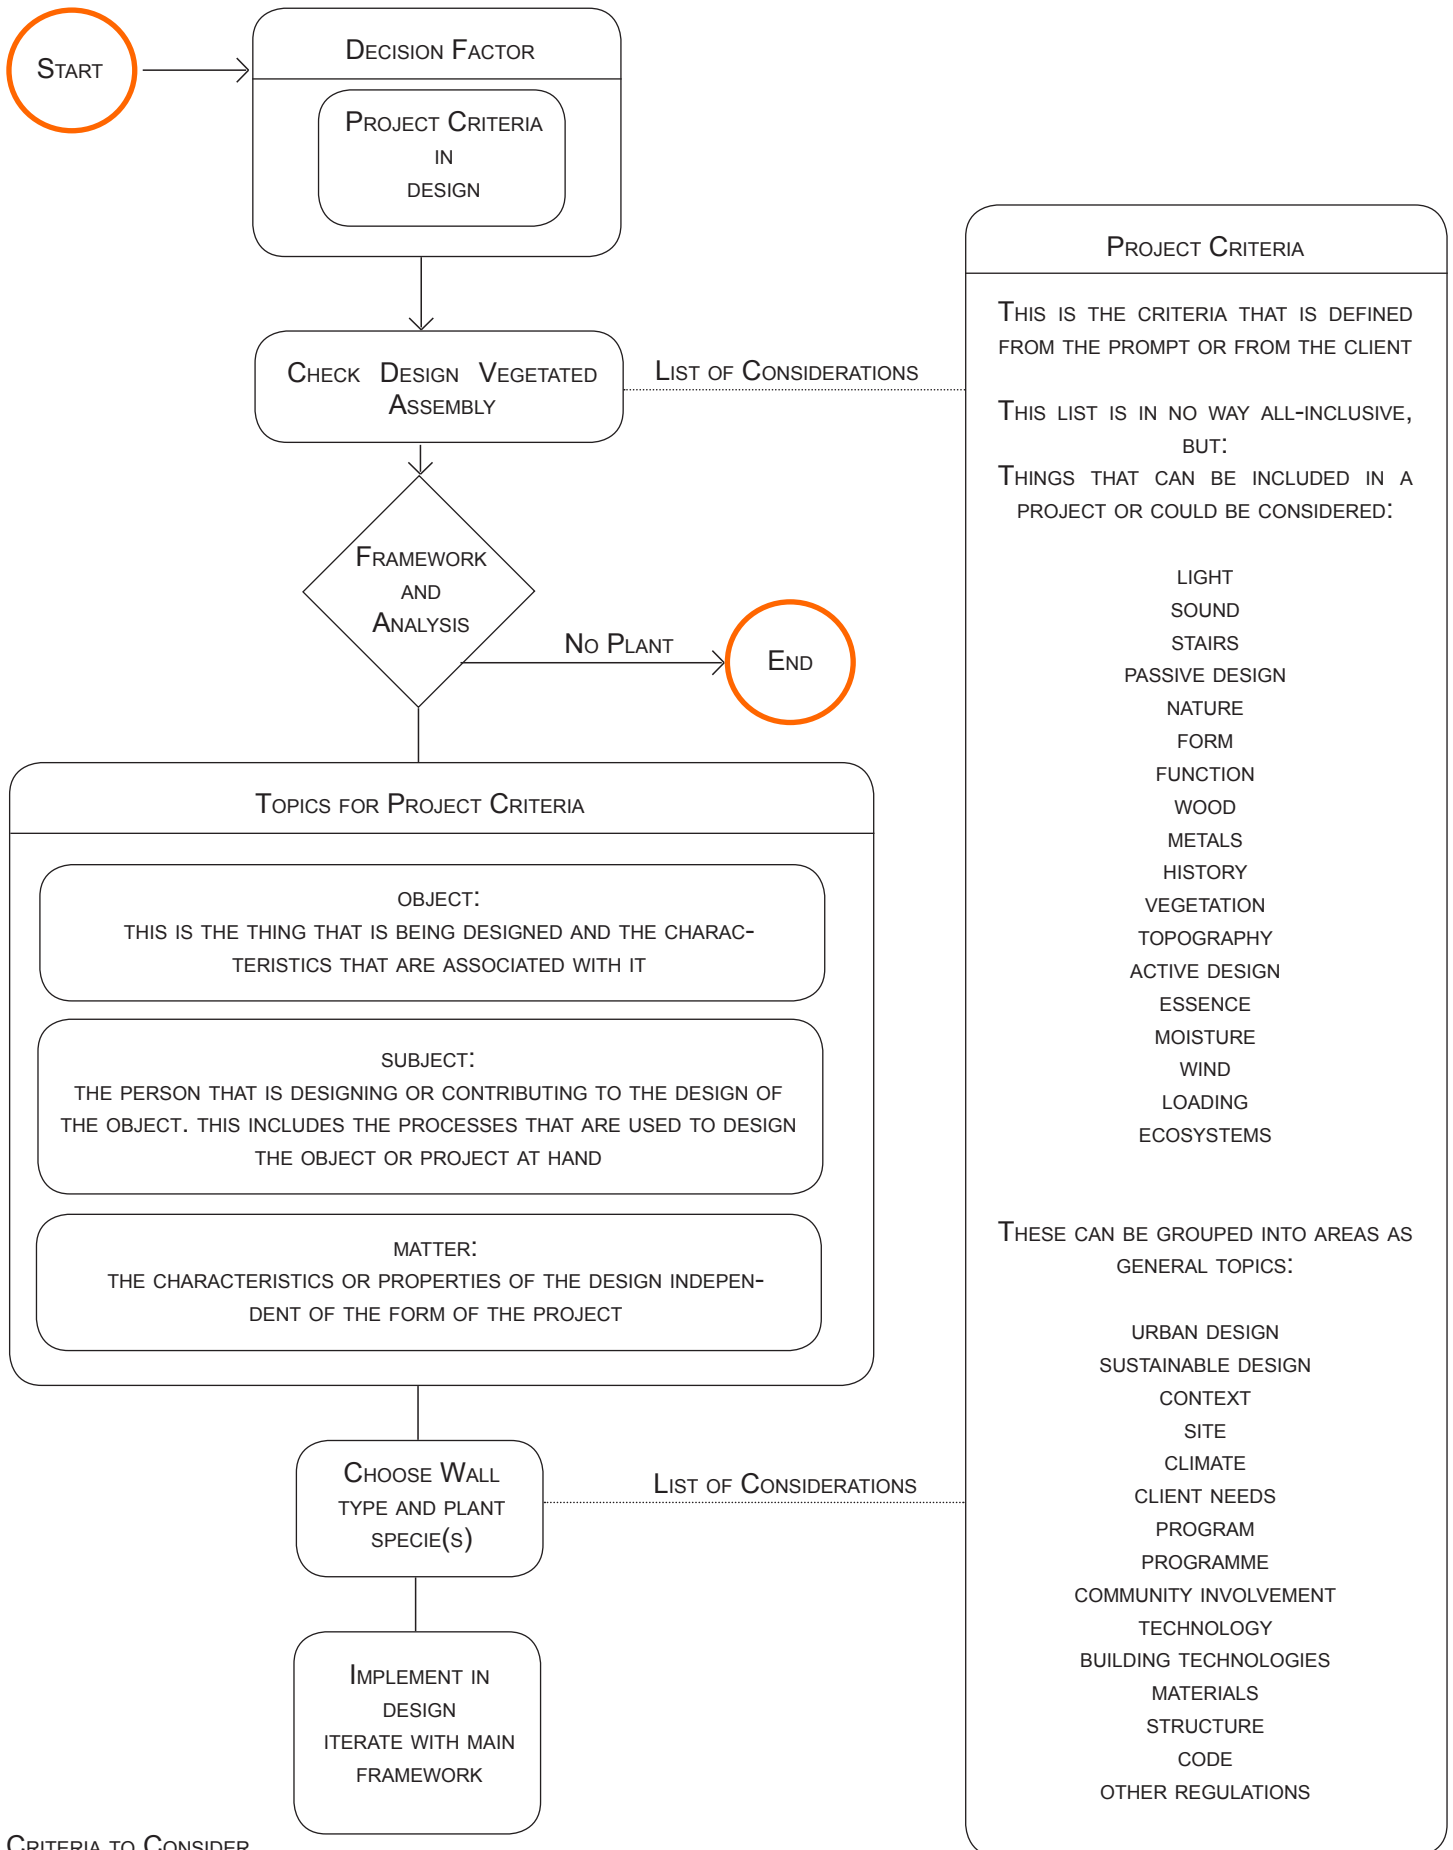 Start
Decision Factor
Project Criteria
in
design
Check Design Vegetated
Assembly
List of Considerations
Framework
and
Analysis
No Plant
End
Topics for Project Criteria
object:
this is the thing that is being designed and the charac-
teristics that are associated with it
subject:
the person that is designing or contributing to the design of
the object. this includes the processes that are used to design
the object or project at hand
matter:
the characteristics or properties of the design indepen-
dent of the form of the project
Choose Wall
type and plant
specie(s)
List of Considerations
Implement in
design
iterate with main
framework
Criteria to Consider
Project Criteria
This is the criteria that is defined
from the prompt or from the client
This list is in no way all-inclusive,
but:
Things that can be included in a
project or could be considered:
light
sound
stairs
passive design
nature
form
function
wood
metals
history
vegetation
topography
active design
essence
moisture
wind
loading
ecosystems
These can be grouped into areas as
general topics:
urban design
sustainable design
context
site
climate
client needs
program
programme
community involvement
technology
building technologies
materials
structure
code
other regulations